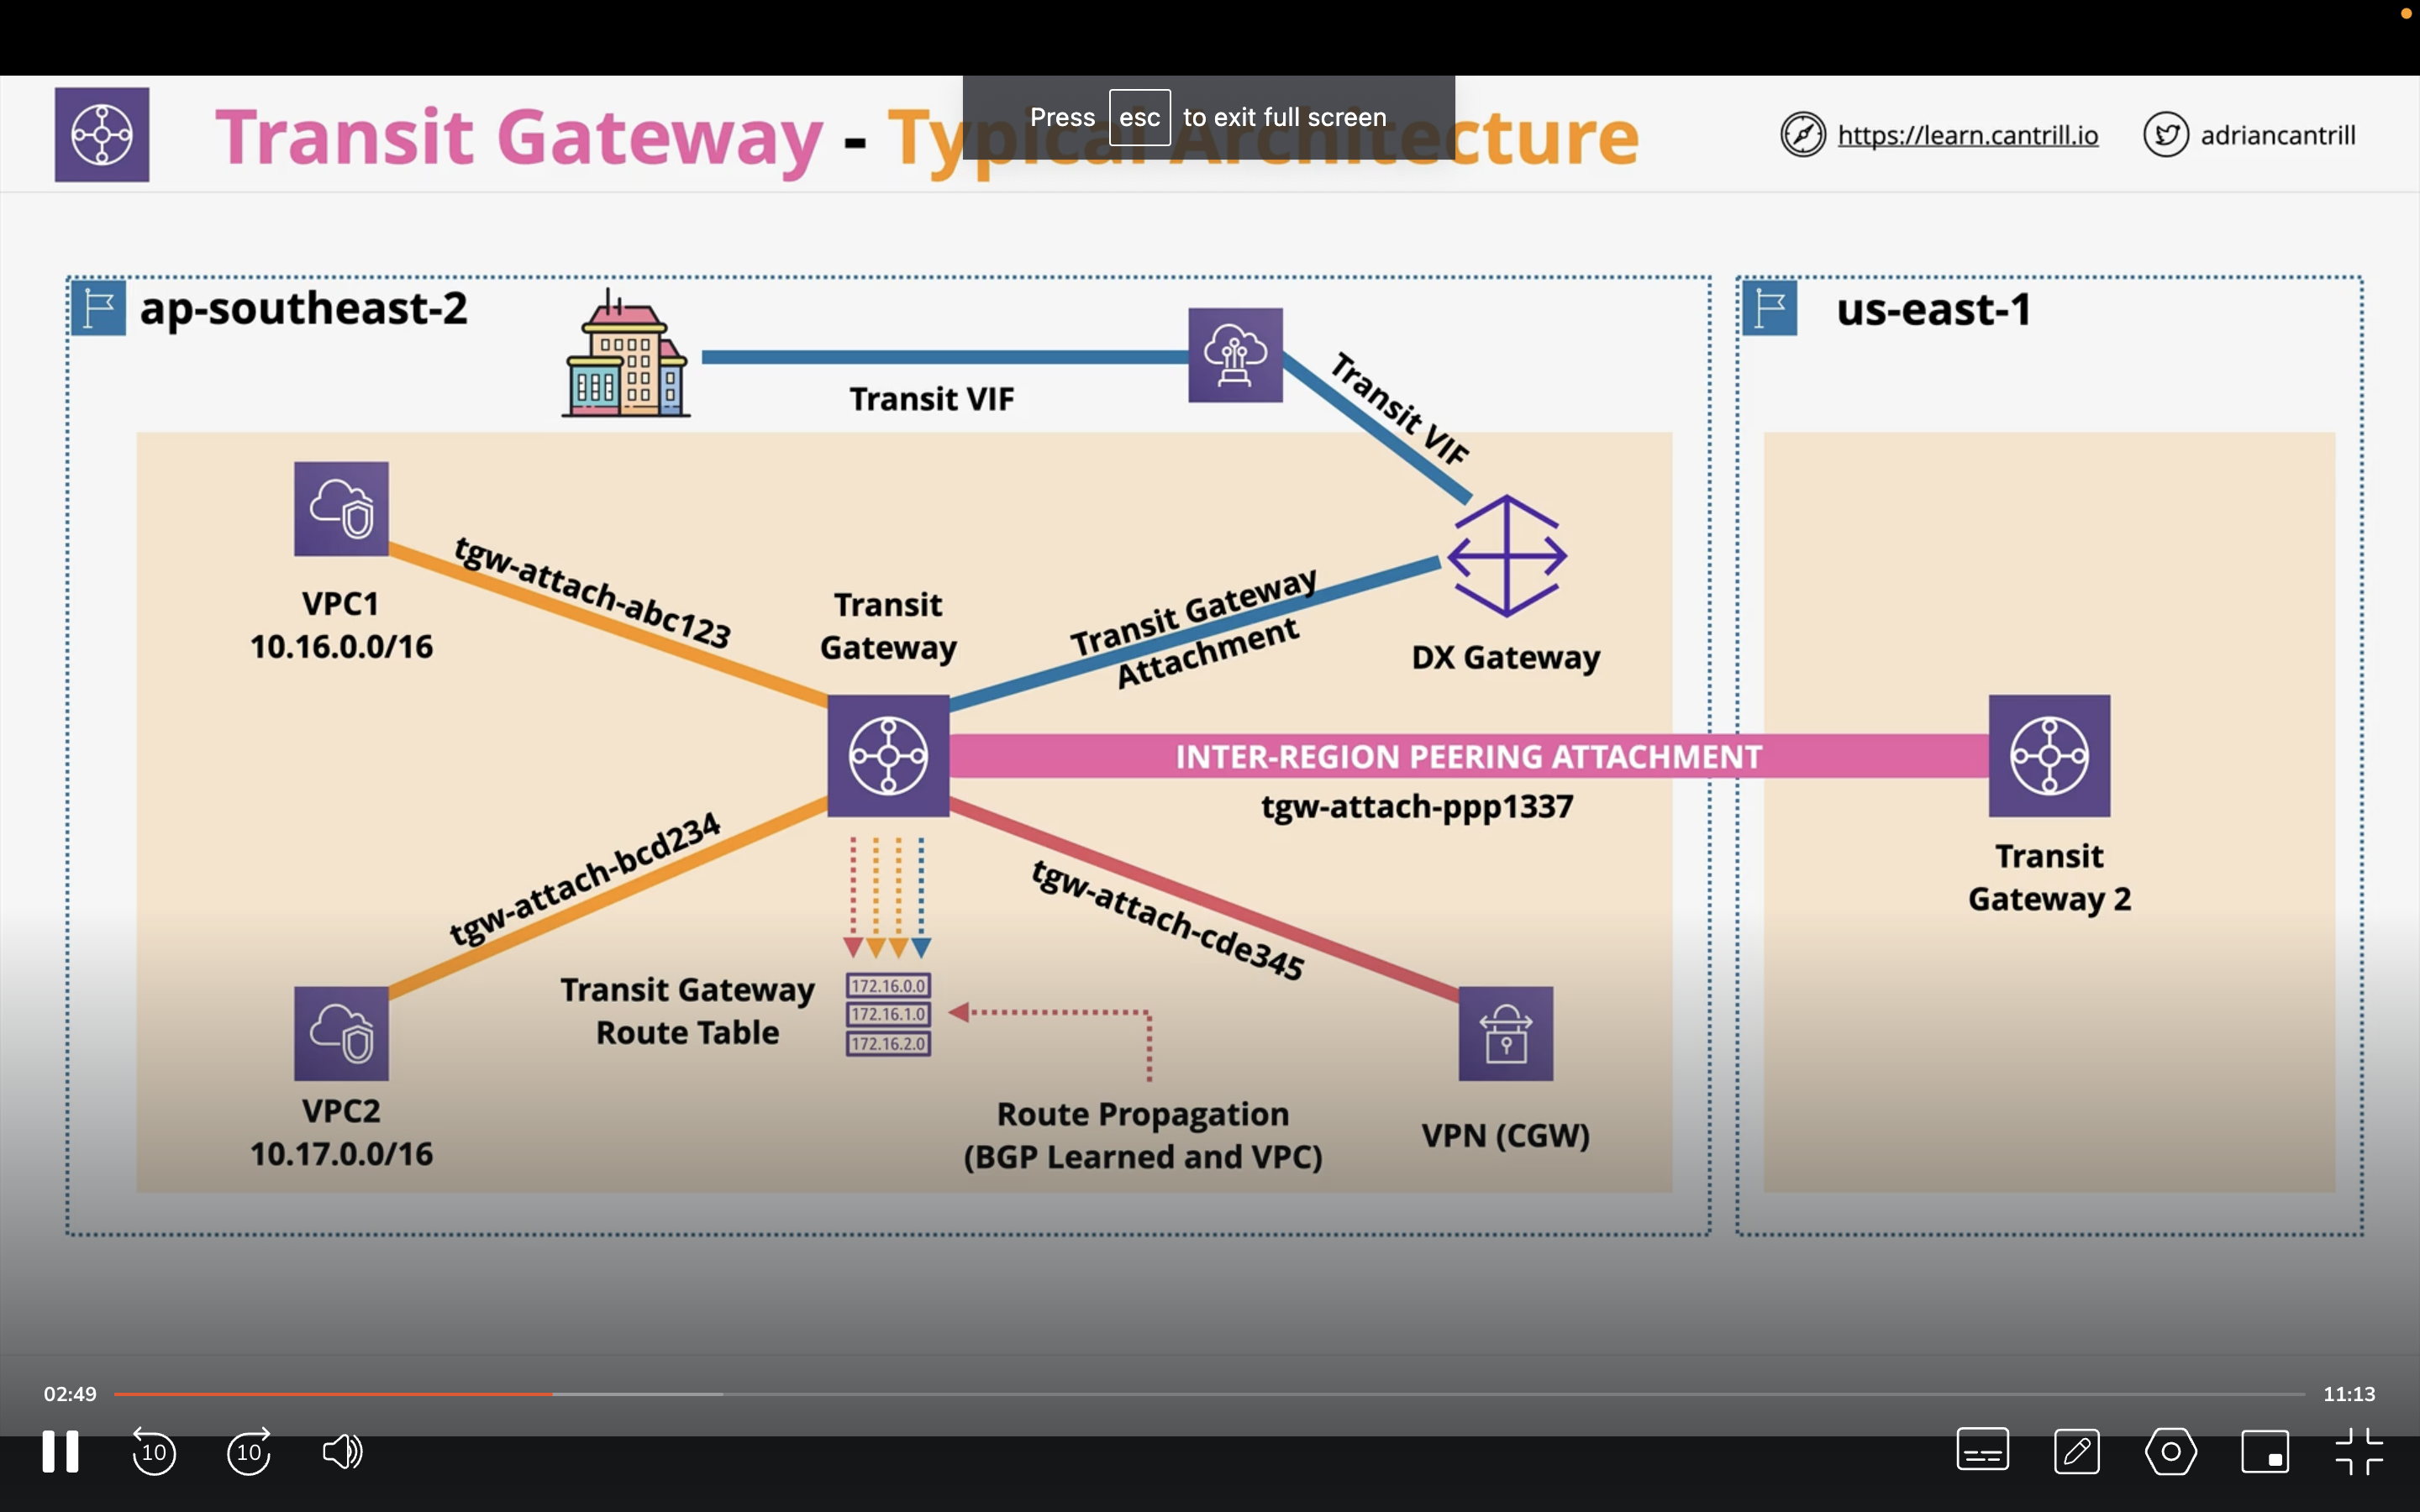 Press esc to exit full screen
Transit Gateway - Typical Architecture
https://learn.cantrill.io
adriancantrill
ap-southeast-2
us-east-1
Transit VIF
Transit VIF
VPC1
10.16.0.0/16
tgw-attach-abc123
Transit
Gateway
Transit Gateway
Attachment
DX Gateway
INTER-REGION PEERING ATTACHMENT
tgw-attach-ppp1337
Transit
Gateway 2
tgw-attach-bcd234
tgw-attach-cde345
Transit Gateway
Route Table
172.16.0.0
172.16.1.0
172.16.2.0
VPC2
10.17.0.0/16
Route Propagation
(BGP Learned and VPC)
VPN (CGW)
02:49
11:13
10
10